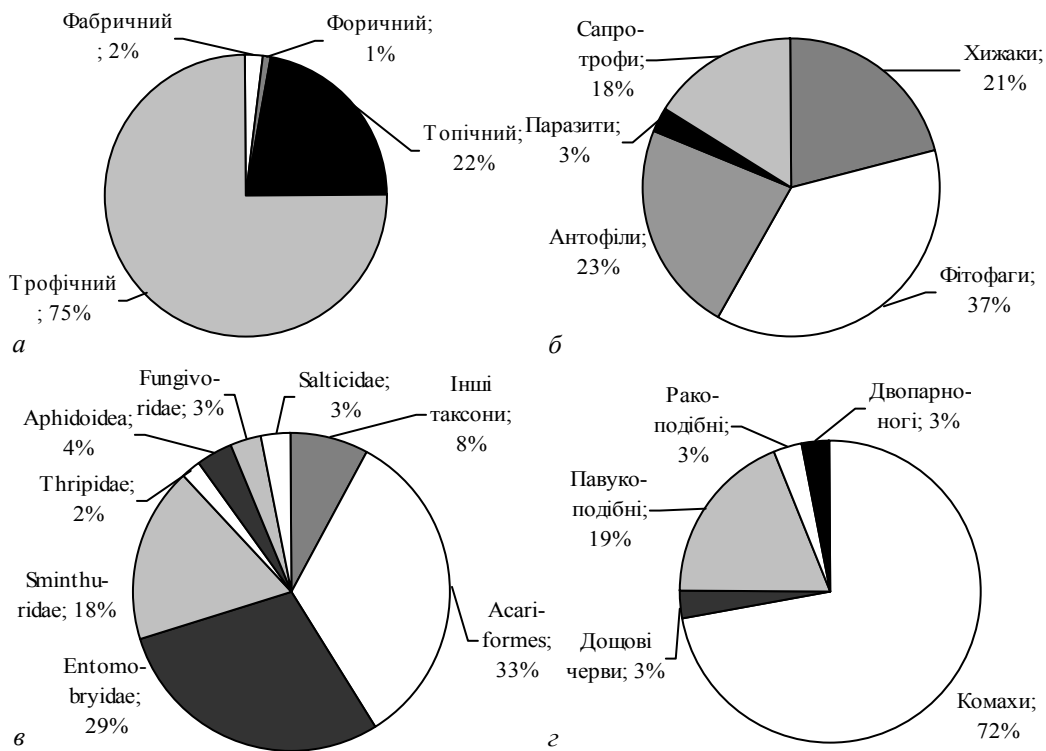 Фабричний
; 2%
Форичний;
1%
Топічний;
22%
Трофічний
; 75%
а
Сапро-
трофи;
18%
Хижаки;
21%
Паразити;
3%
Антофіли;
23%
Фітофаги;
37%
б
Fungivo-
ridae; 3%
Salticidae;
3%
Інші
таксони;
8%
Aphidoidea;
4%
Thripidae;
2%
Sminthu-
ridae; 18%
Acari-
formes;
33%
Entomo-
bryidae;
29%
в
Рако-
подібні;
3%
Двопарно-
ногі; 3%
Павуко-
подібні;
19%
Дощові
черви; 3%
Комахи;
72%
г